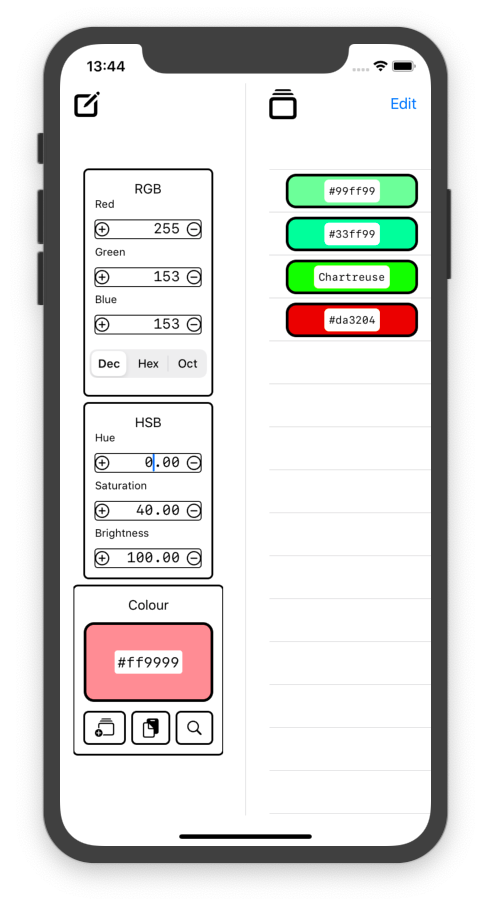 13:44
Edit
RGB
Red
255
Green
153
Blue
153
Dec Hex Oct
HSB
Hue
0.00
Saturation
40.00
Brightness
100.00
Colour
#ff9999
#99ff99
#33ff99
Chartreuse
#da3204